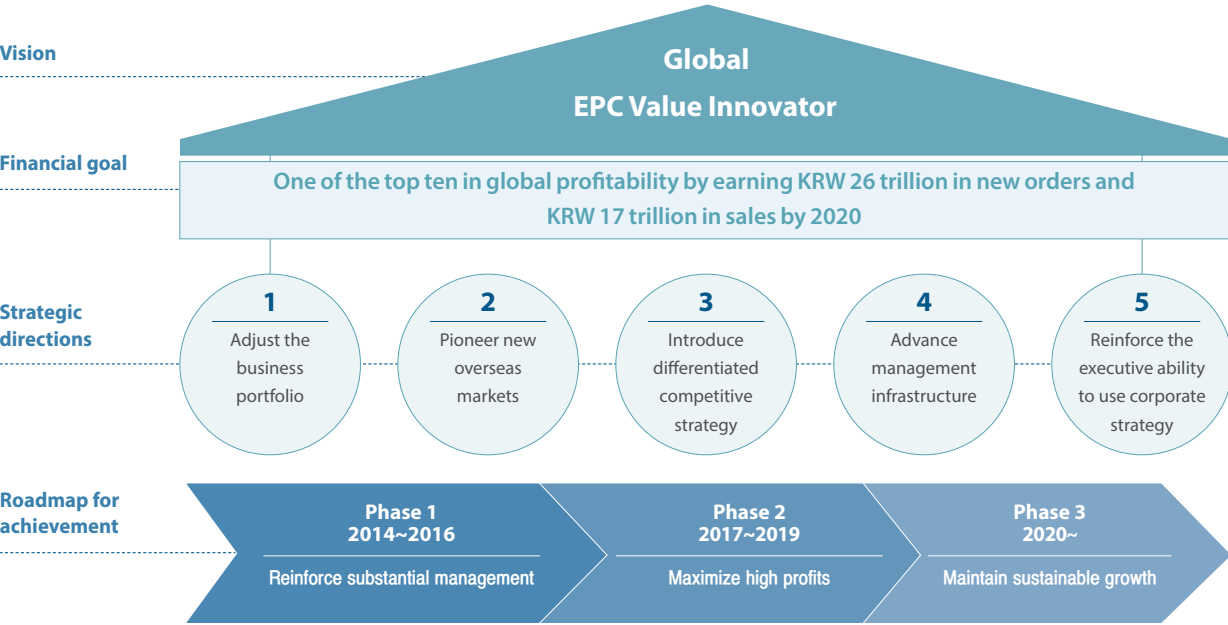 Vision
Global
EPC Value Innovator
Financial goal
One of the top ten in global profitability by earning KRW 26 trillion in new orders and
KRW 17 trillion in sales by 2020
Strategic
directions
1
Adjust the
business
portfolio
2
Pioneer new
overseas
markets
3
Introduce
differentiated
competitive
strategy
4
Advance
management
infrastructure
5
Reinforce the
executive ability
to use corporate
strategy
Roadmap for
achievement
Phase 1
2014~2016
Reinforce substantial management
Phase 2
2017~2019
Maximize high profits
Phase 3
2020~
Maintain sustainable growth